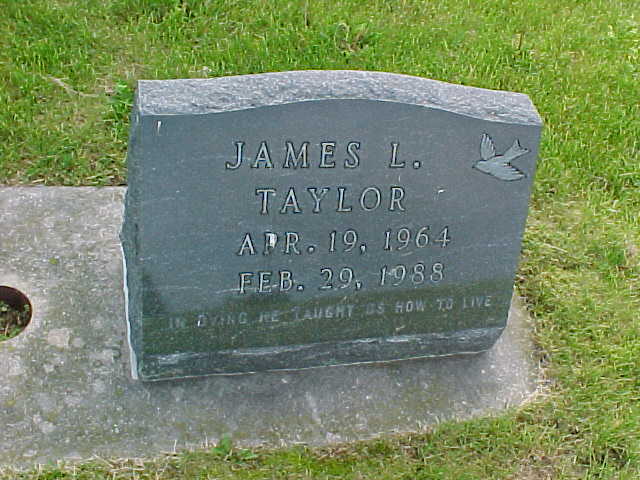 JAMES L.
TAYLOR
APR. 19, 1964
FEB. 29, 1988
IN DYING HE TAUGHT US HOW TO LIVE